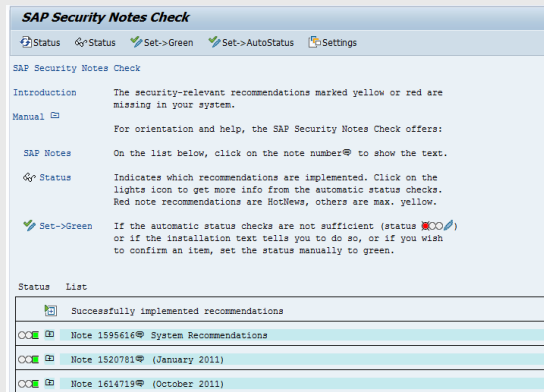 SAP Security Notes Check
Status Status Set->Green Set->AutoStatus Settings
SAP Security Notes Check
Introduction The security-relevant recommendations marked yellow or red are
missing in your system.
Manual
For orientation and help, the SAP Security Notes Check offers:
SAP Notes On the list below, click on the note number to show the text.
Status Indicates which recommendations are implemented. Click on the
lights icon to get more info from the automatic status checks.
Red note recommendations are HotNews, others are max. yellow.
Set->Green If the automatic status checks are not sufficient (status )
or if the installation text tells you to do so, or if you wish
to confirm an item, set the status manually to green.
Status List
Successfully implemented recommendations
Note 1595616 System Recommendations
Note 1520781 (January 2011)
Note 1614719 (October 2011)